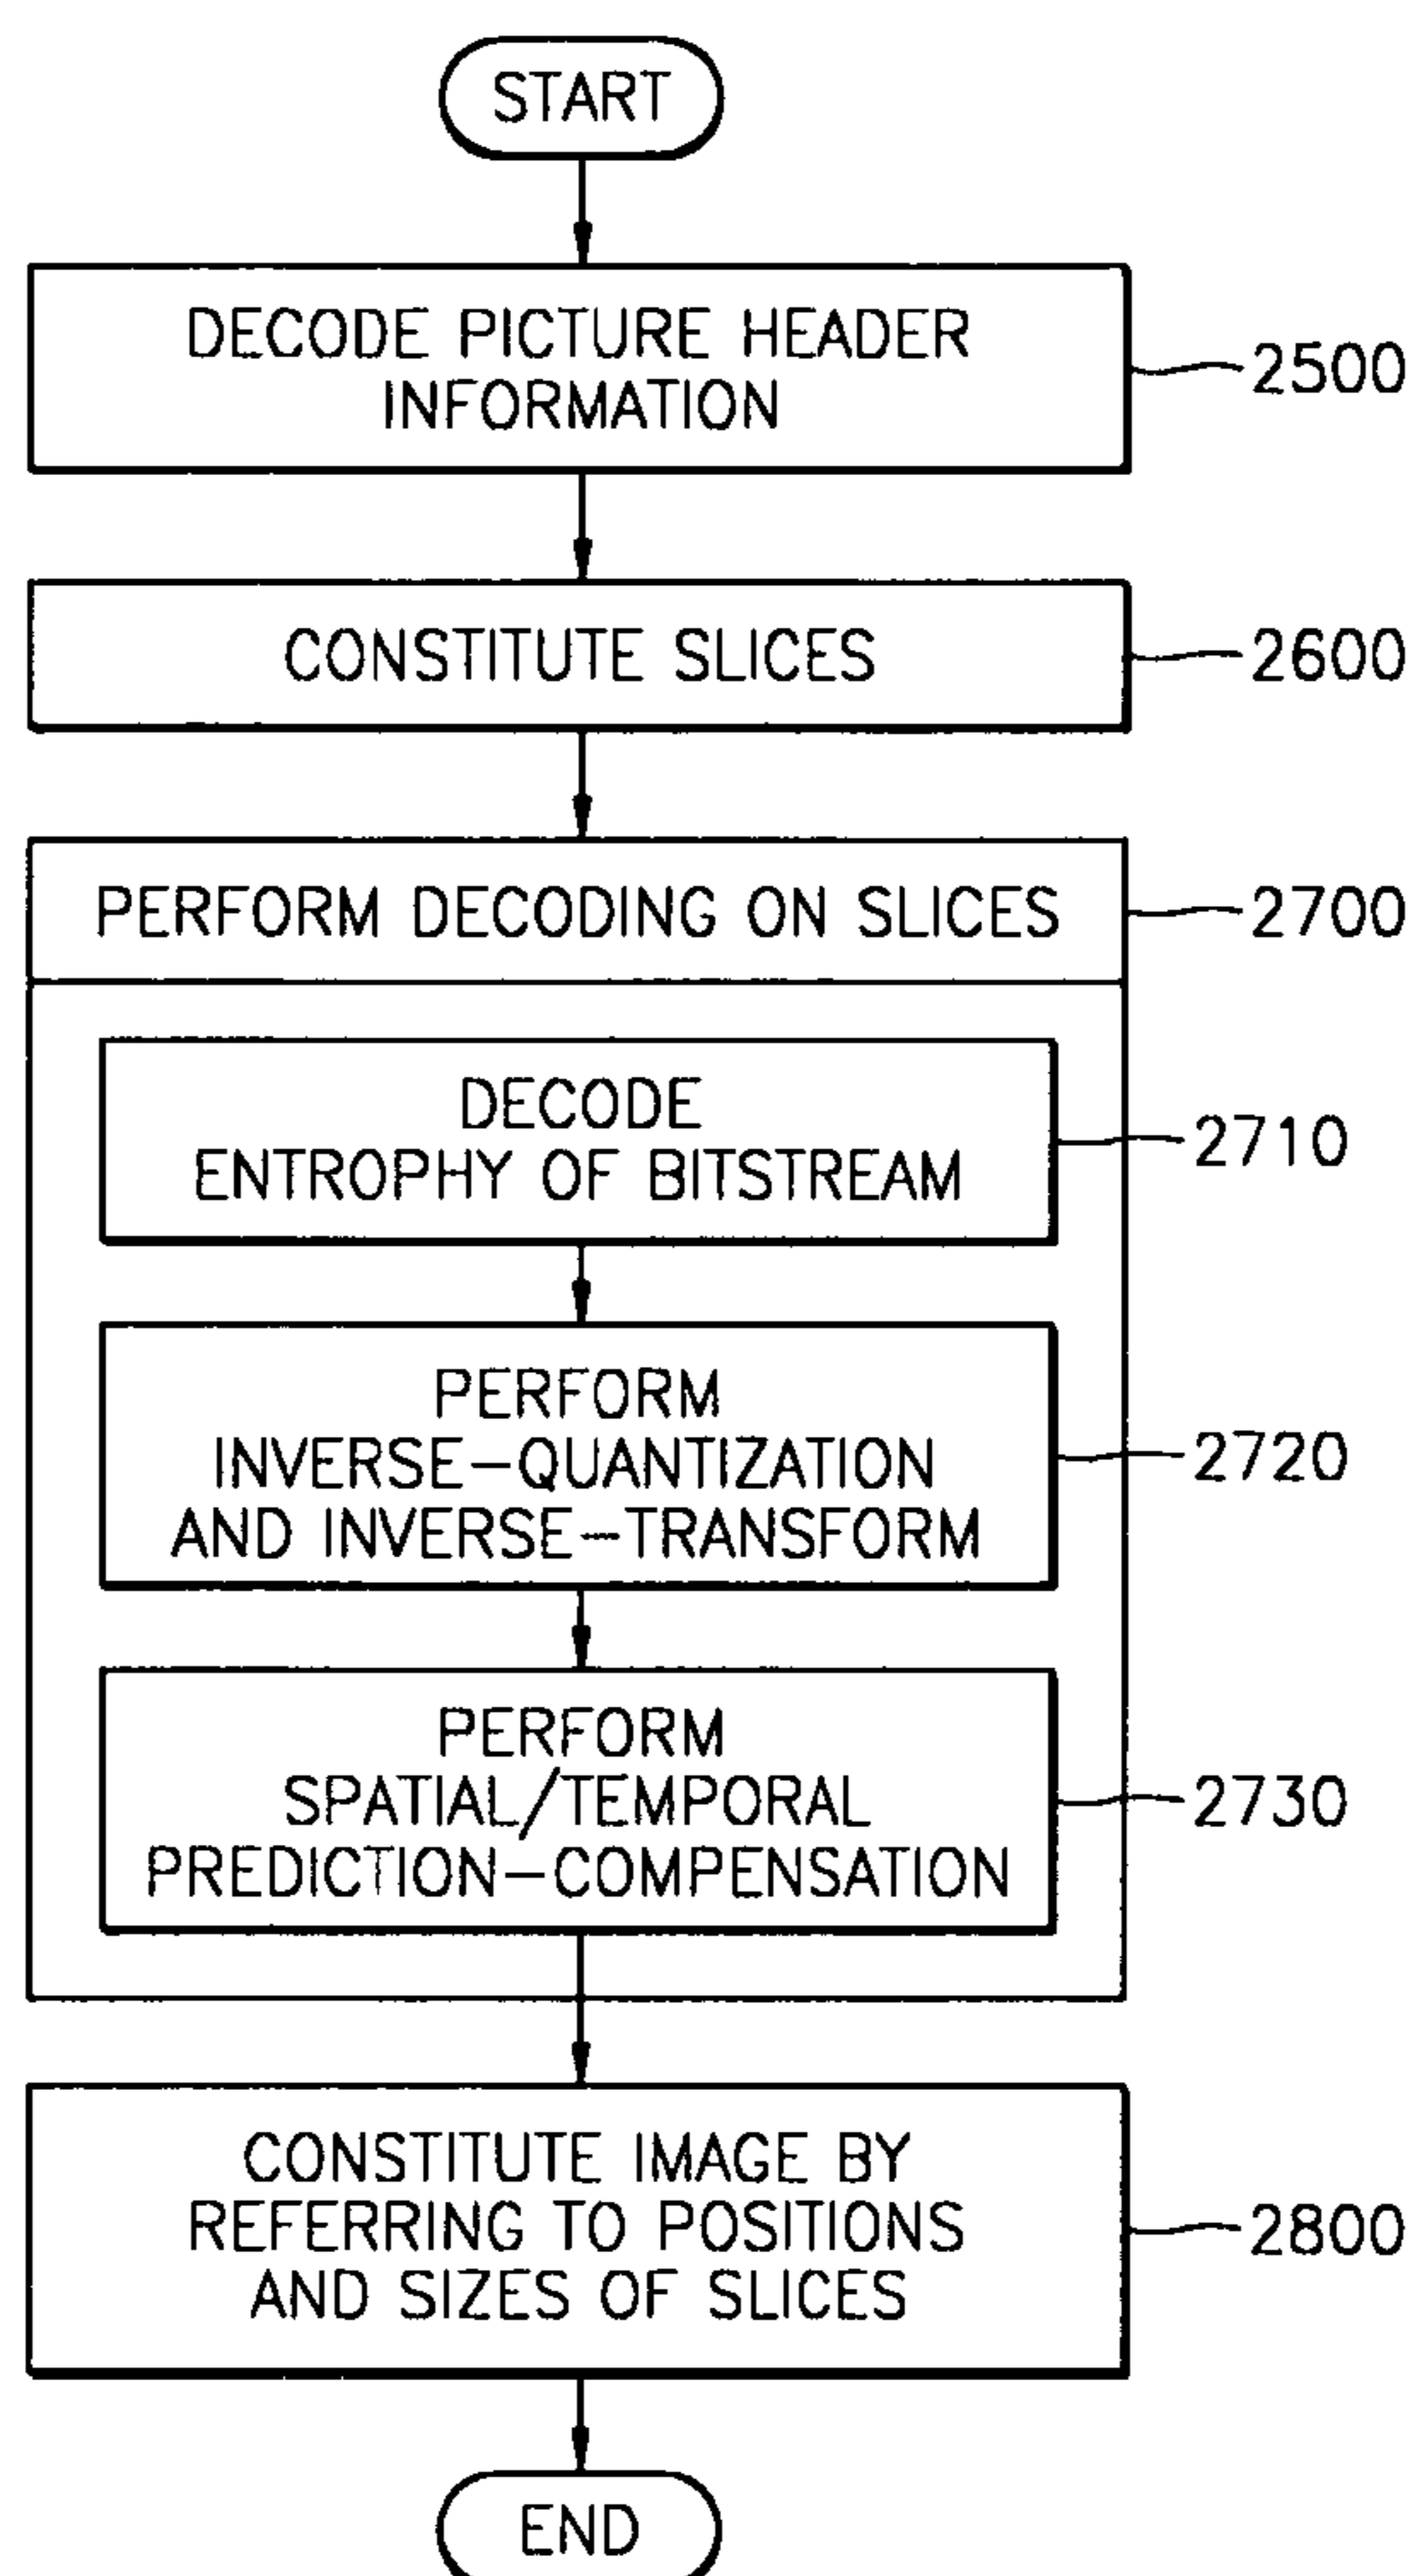 START
DECODE PICTURE HEADER
INFORMATION
2500
CONSTITUTE SLICES
2600
PERFORM DECODING ON SLICES
2700
DECODE
ENTROPHY OF BITSTREAM
2710
PERFORM
INVERSE-QUANTIZATION
AND INVERSE-TRANSFORM
2720
PERFORM
SPATIAL/TEMPORAL
PREDICTION-COMPENSATION
2730
CONSTITUTE IMAGE BY
REFERRING TO POSITIONS
AND SIZES OF SLICES
2800
END